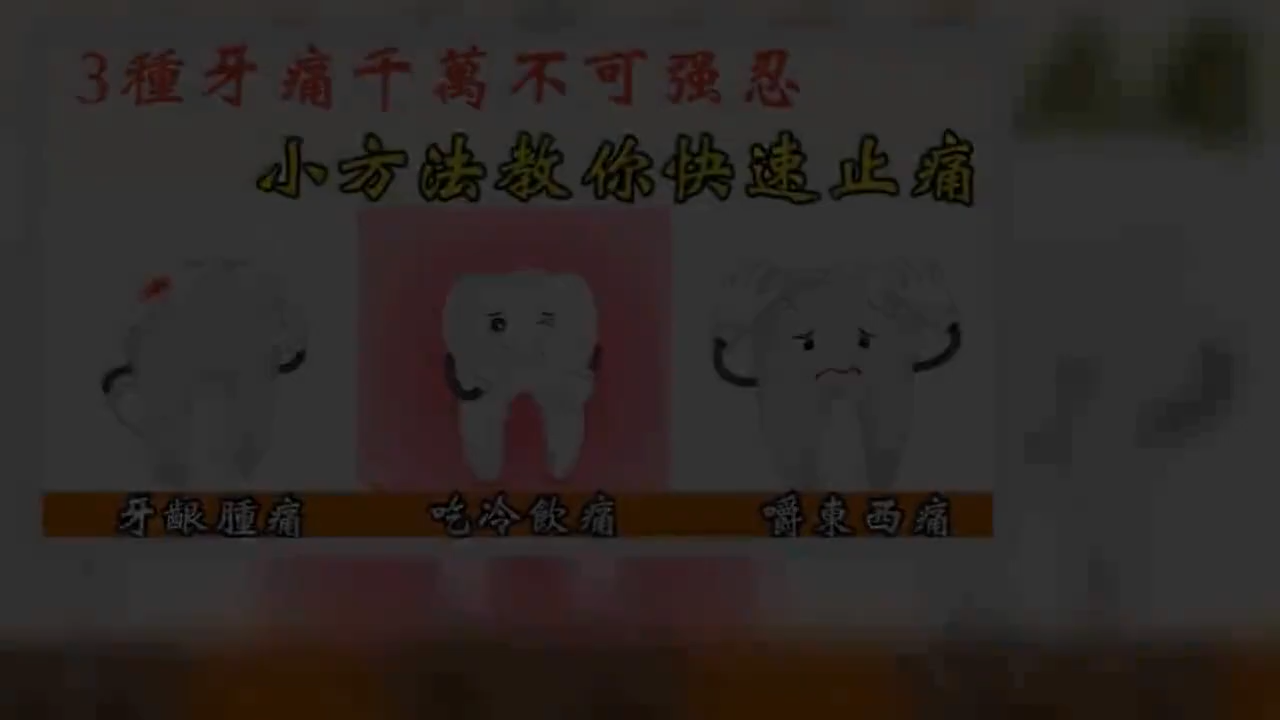 3種牙痛千萬不可强忍
小方法教你快速止痛
牙齦腫痛
吃冷飲痛
嚼東西痛